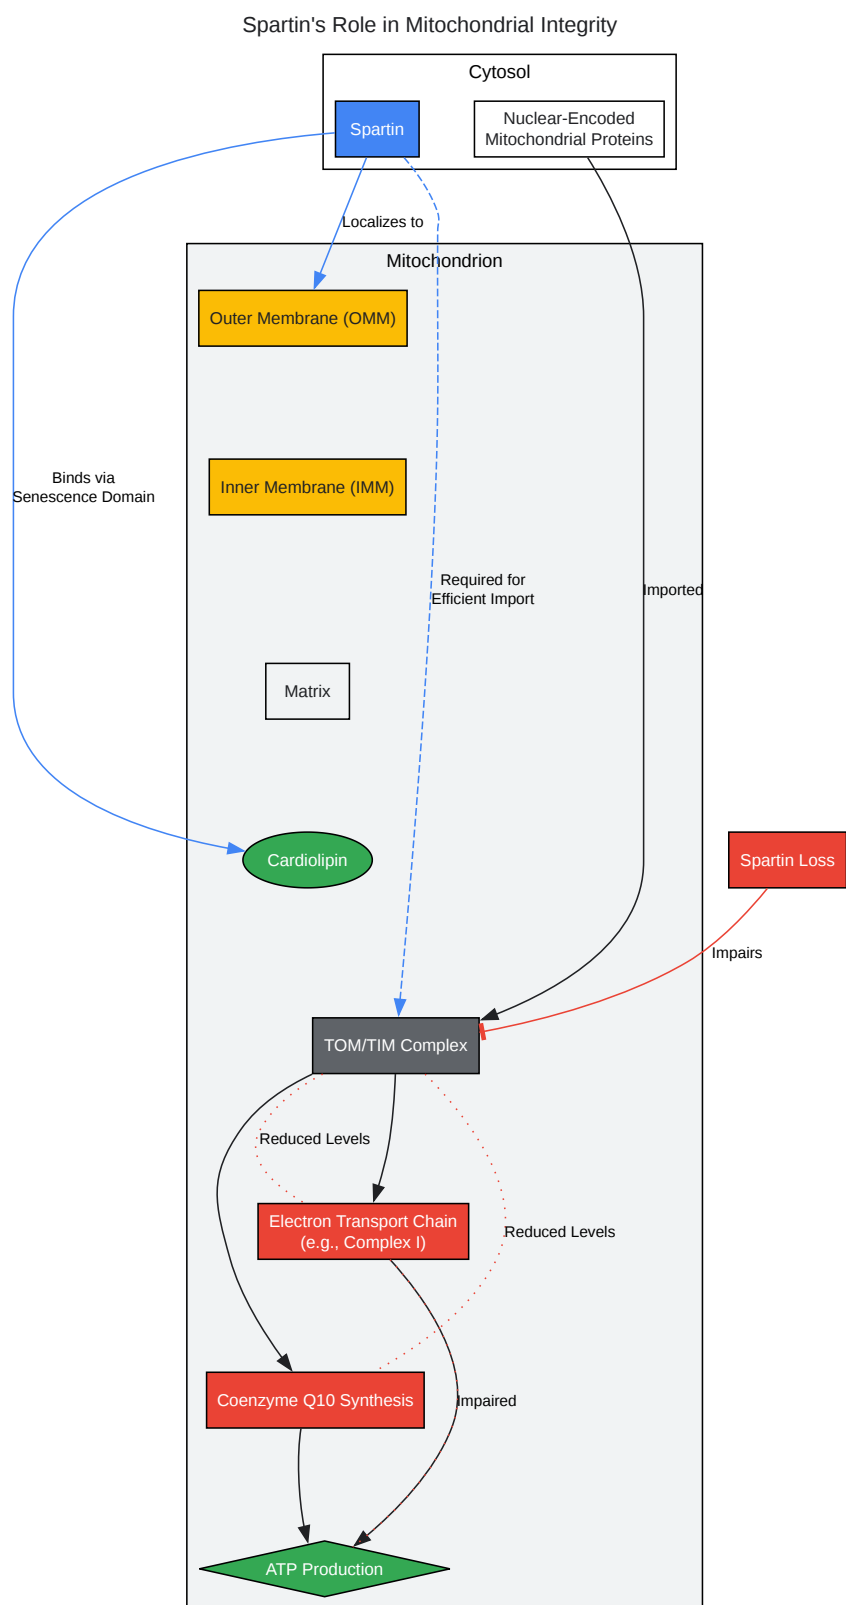 Spartin's Role in Mitochondrial Integrity
Cytosol
Spartin
Nuclear-Encoded
Mitochondrial Proteins
Localizes to
Mitochondrion
Outer Membrane (OMM)
Binds via
Senescence Domain
Inner Membrane (IMM)
Required for
Efficient Import
Imported
Matrix
Cardiolipin
Spartin Loss
Impairs
TOM/TIM Complex
Reduced Levels
Electron Transport Chain
(e.g., Complex I)
Reduced Levels
Coenzyme Q10 Synthesis
Impaired
ATP Production